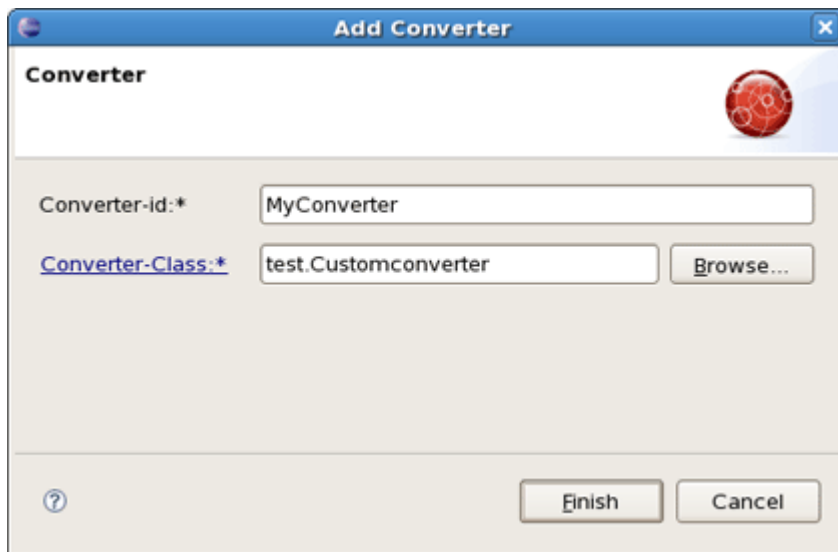 Add Converter
Converter
Converter-id:* MyConverter
Converter-Class:* test.Customconverter Browse...
Finish Cancel